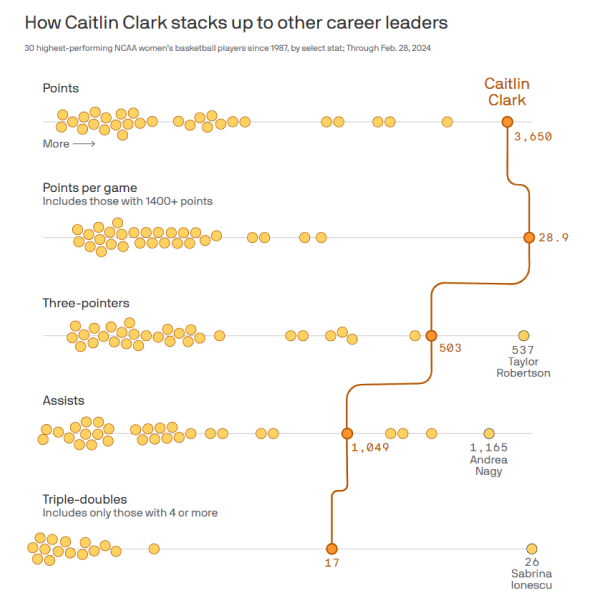 How Caitlin Clark stacks up to other career leaders
30 highest-performing NCAA women's basketball players since 1987, by select stat; Through Feb. 28, 2024
Caitlin
Clark
Points
3,650
More
Points per game
Includes those with 1400+ points
28.9
Three-pointers
503
537
Taylor
Robertson
Assists
1,049
1,165
Andrea
Nagy
Triple-doubles
Includes only those with 4 or more
17
26
Sabrina
Ionescu